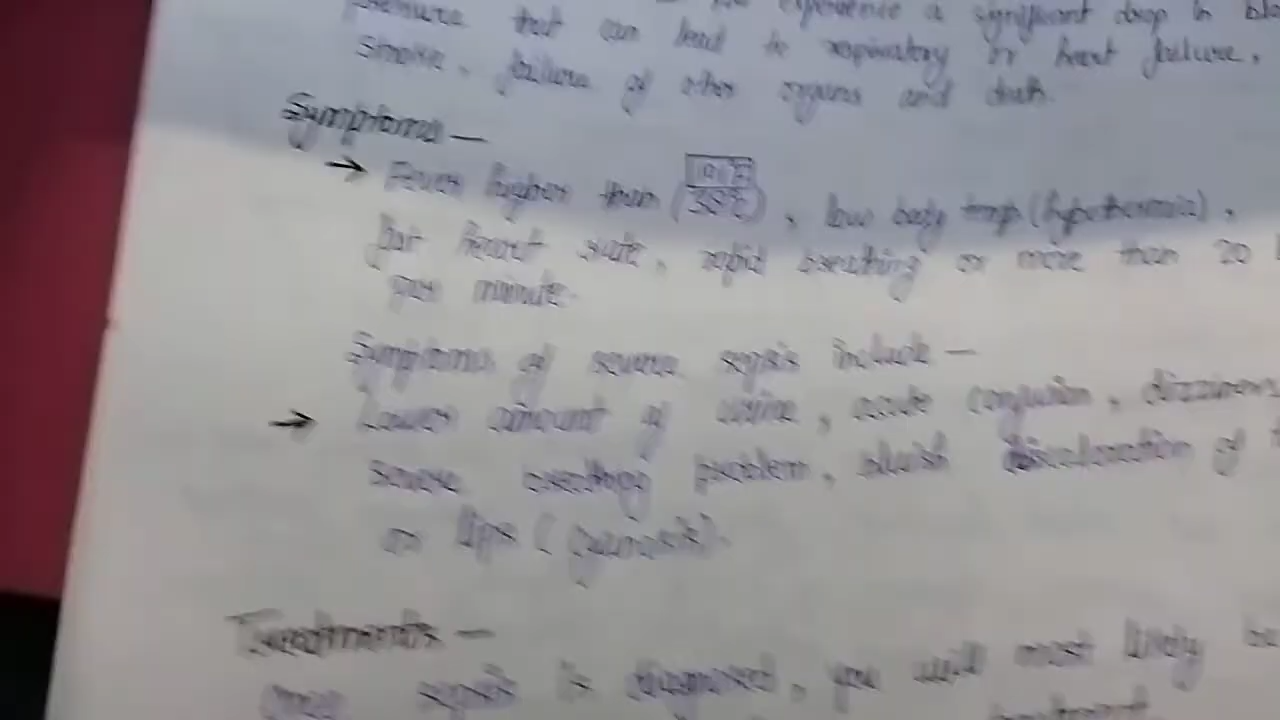 experience a significant drop in
pressure that can lead to respiratory or heart failure,
stroke, failure of other organs and death.
Symptoms —
→ Fever higher than (101°F
38°C), low body temp (hypothermia),
fast heart rate, rapid breathing or more than 20
per minute.
Symptoms of severe sepsis include —
→ Lower amount of urine, acute confusion, dizziness
severe breathing problem, bluish discoloration of
or lips (cyanosis).
Treatments —
once sepsis is diagnosed, you will most likely be